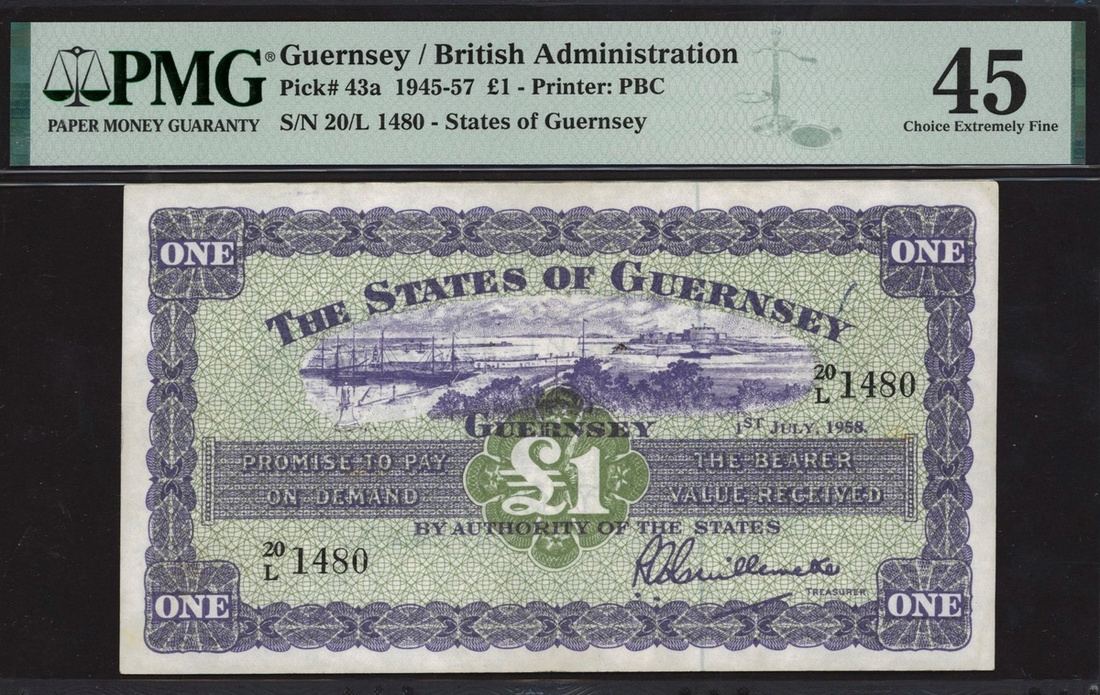 PMG®
PAPER MONEY GUARANTY
Guernsey / British Administration
Pick# 43a 1945-57 £1 - Printer: PBC
S/N 20/L 1480 - States of Guernsey
45
Choice Extremely Fine
ONE
ONE
THE STATES OF GUERNSEY
20/L 1480
GUERNSEY
1ST JULY, 1958.
PROMISE TO PAY
THE BEARER
£1
ON DEMAND
VALUE RECEIVED
BY AUTHORITY OF THE STATES
20/L 1480
TREASURER
ONE
ONE